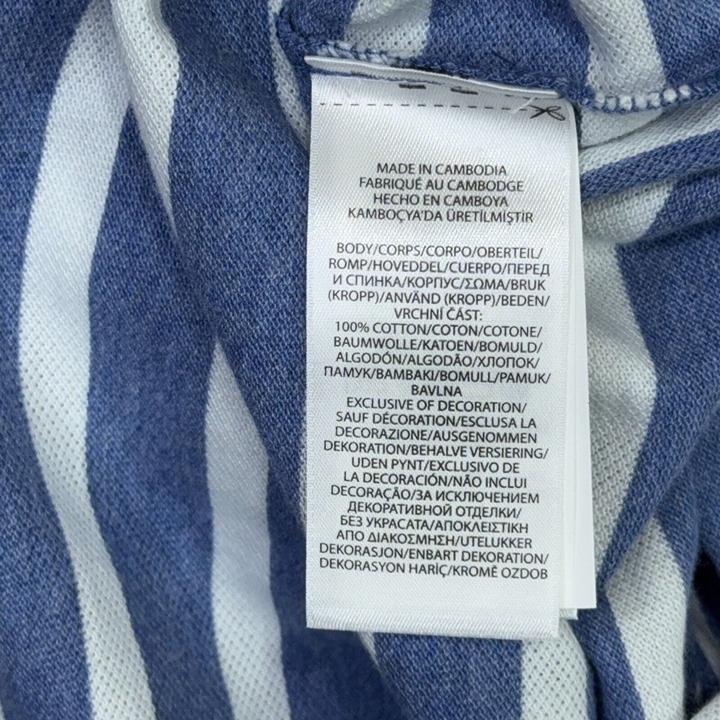 MADE IN CAMBODIA
FABRIQUÉ AU CAMBODGE
HECHO EN CAMBOYA
KAMBOÇYA'DA ÜRETİLMİŞTİR
BODY/CORPS/CORPO/OBERTEIL/
ROMP/HOVEDDEL/CUERPO/ПЕРЕД
И СПИНКА/КОРПУС/ΣΩΜΑ/BRUK
(KROPP)/ANVÄND (KROPP)/BEDEN/
VRCHNÍ ČÁST:
100% COTTON/COTON/COTONE/
BAUMWOLLE/KATOEN/BOMULD/
ALGODÓN/ALGODÃO/ХЛОПОК/
ПАМУК/ΒΑΜΒΑΚΙ/BOMULL/PAMUK/
BAVLNA
EXCLUSIVE OF DECORATION/
SAUF DÉCORATION/ESCLUSA LA
DECORAZIONE/AUSGENOMMEN
DEKORATION/BEHALVE VERSIERING/
UDEN PYNT/EXCLUSIVO DE
LA DECORACIÓN/NÃO INCLUI
DECORAÇÃO/ЗА ИСКЛЮЧЕНИЕМ
ДЕКОРАТИВНОЙ ОТДЕЛКИ/
БЕЗ УКРАСАТА/ΑΠΟΚΛΕΙΣΤΙΚΗ
ΑΠΟ ΔΙΑΚΟΣΜΗΣΗ/UTELUKKER
DEKORASJON/ENBART DEKORATION/
DEKORASYON HARİÇ/KROMĚ OZDOB